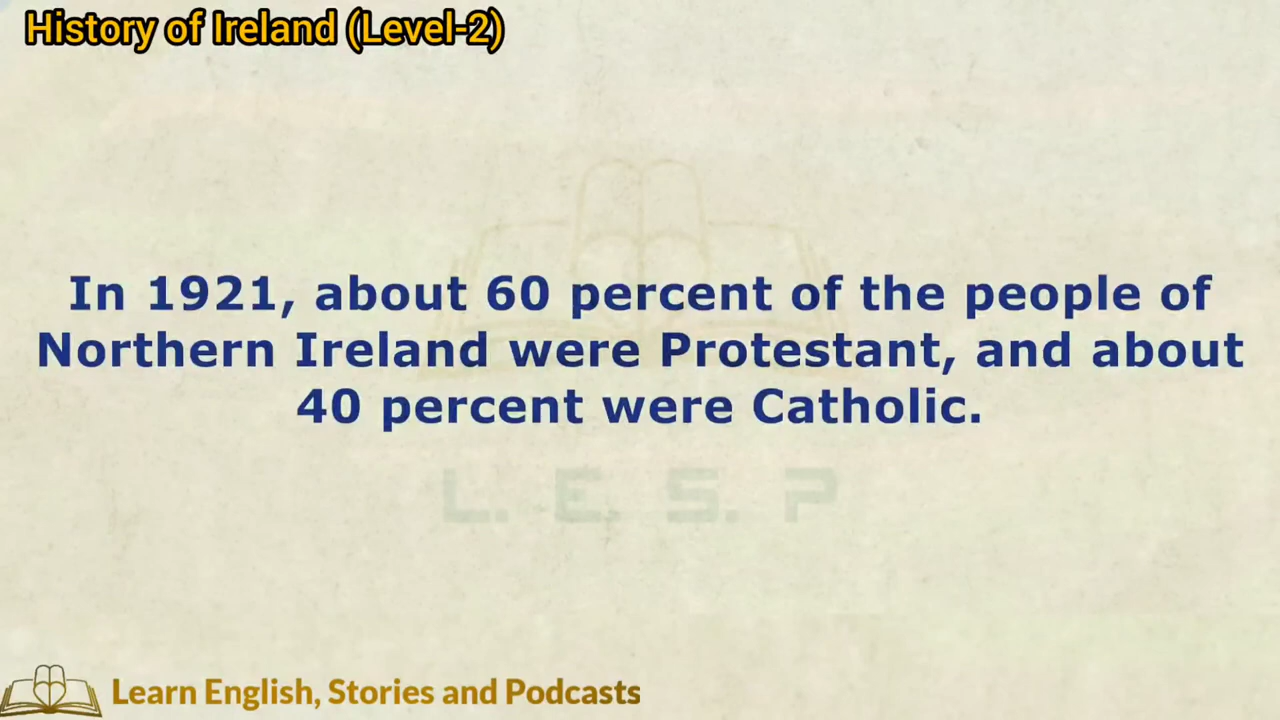 History of Ireland (Level-2)
In 1921, about 60 percent of the people of
Northern Ireland were Protestant, and about
40 percent were Catholic.
L. E. S. P
Learn English, Stories and Podcasts